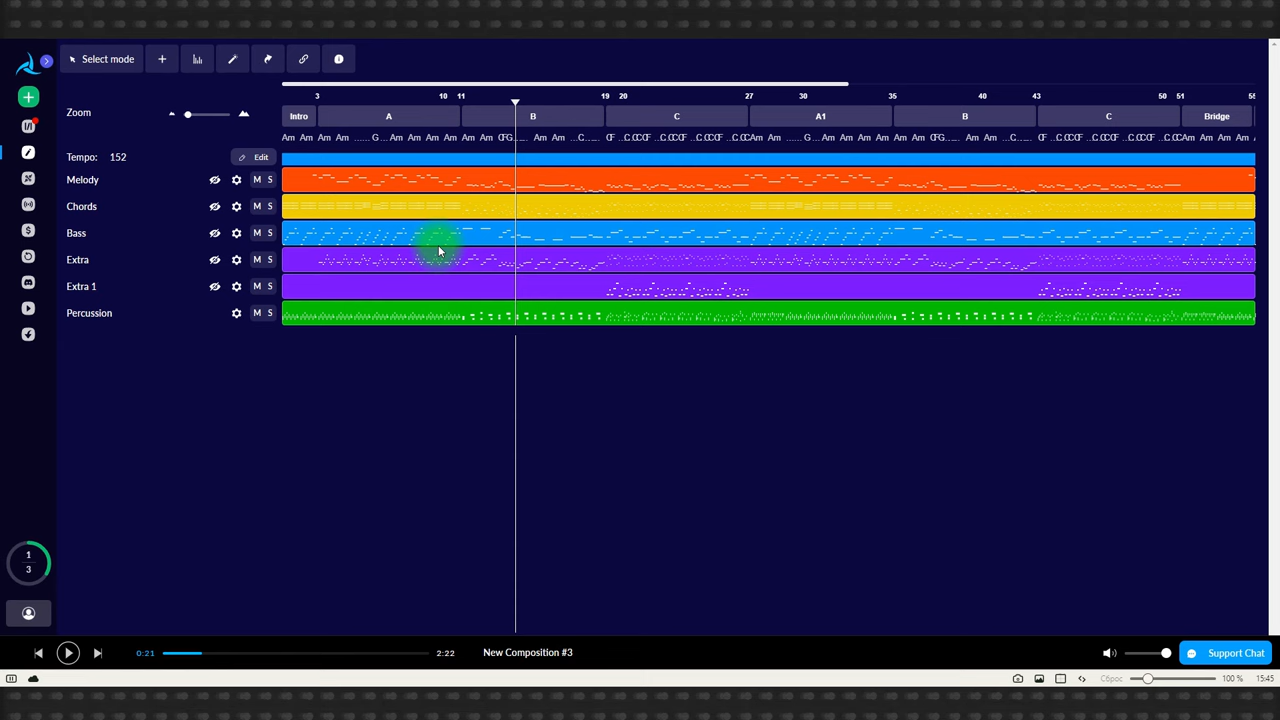 Select mode
3 10 11 19 20 27 30 35 40 43 50 51 55
Zoom
Intro A B C A1 B C Bridge
Tempo: 152 Edit
Melody M S
Chords M S
Bass M S
Extra M S
Extra 1 M S
Percussion M S
1
3
0:21 2:22 New Composition #3 Support Chat
Сброс 100 % 15:45